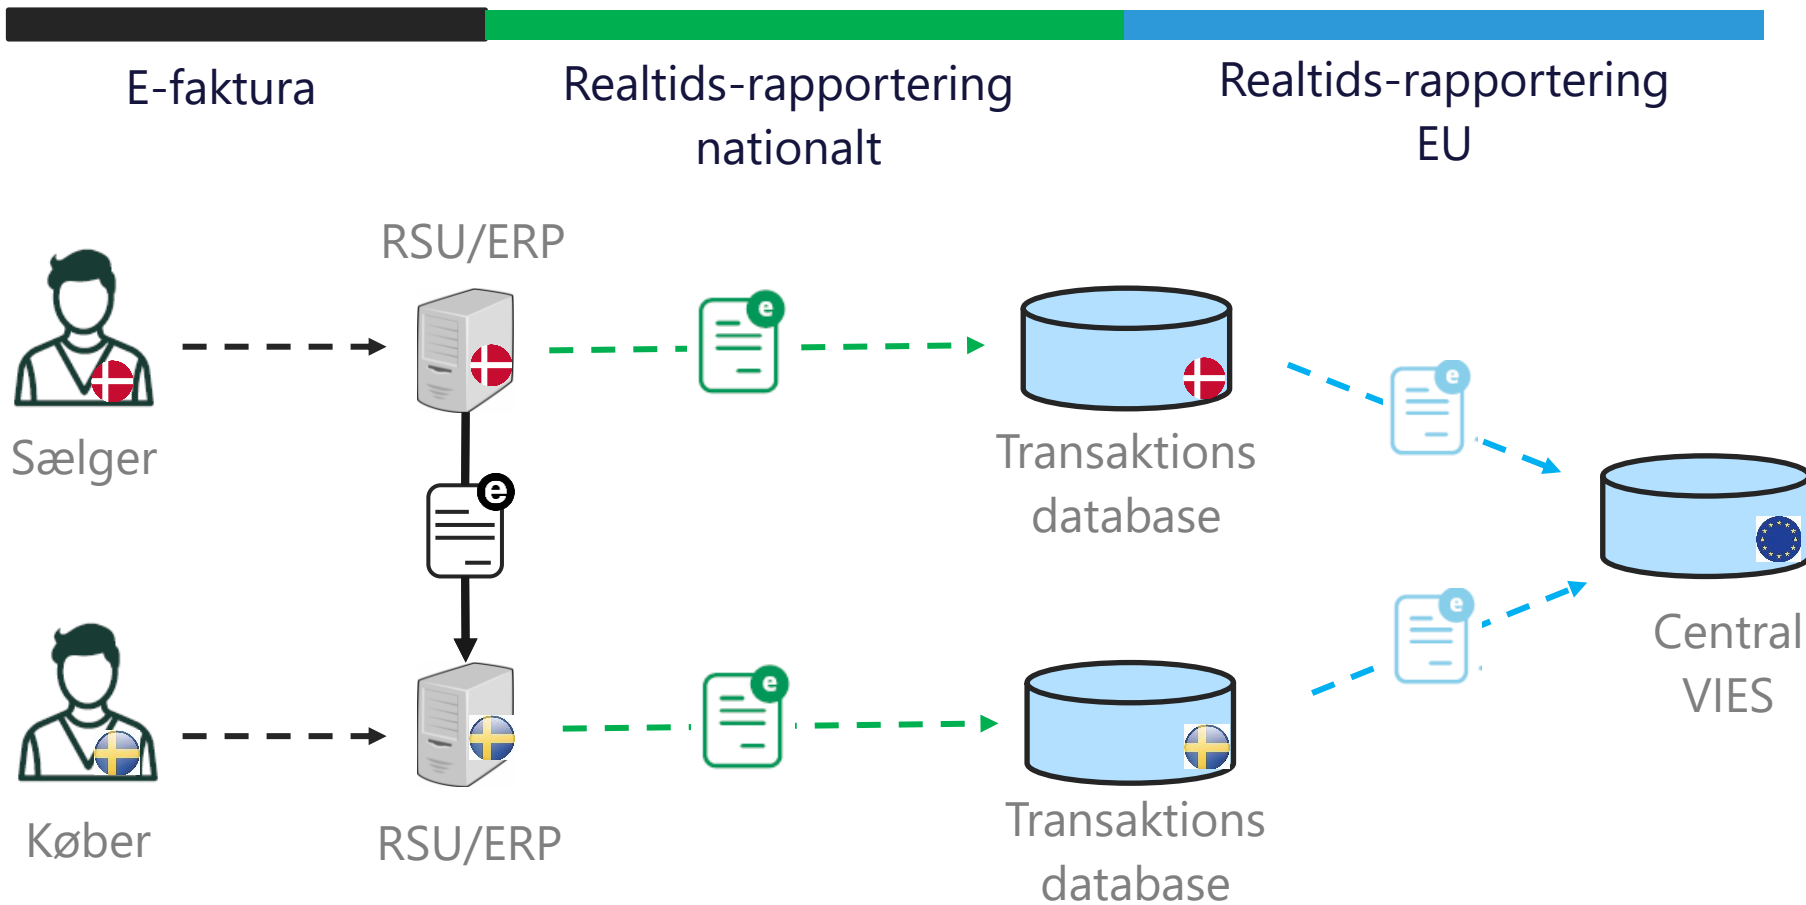 E-faktura
Realtids-rapportering
nationalt
Realtids-rapportering
EU
RSU/ERP
e
e
Sælger
Transaktions
database
e
e
e
Central
VIES
e
Køber
RSU/ERP
Transaktions
database